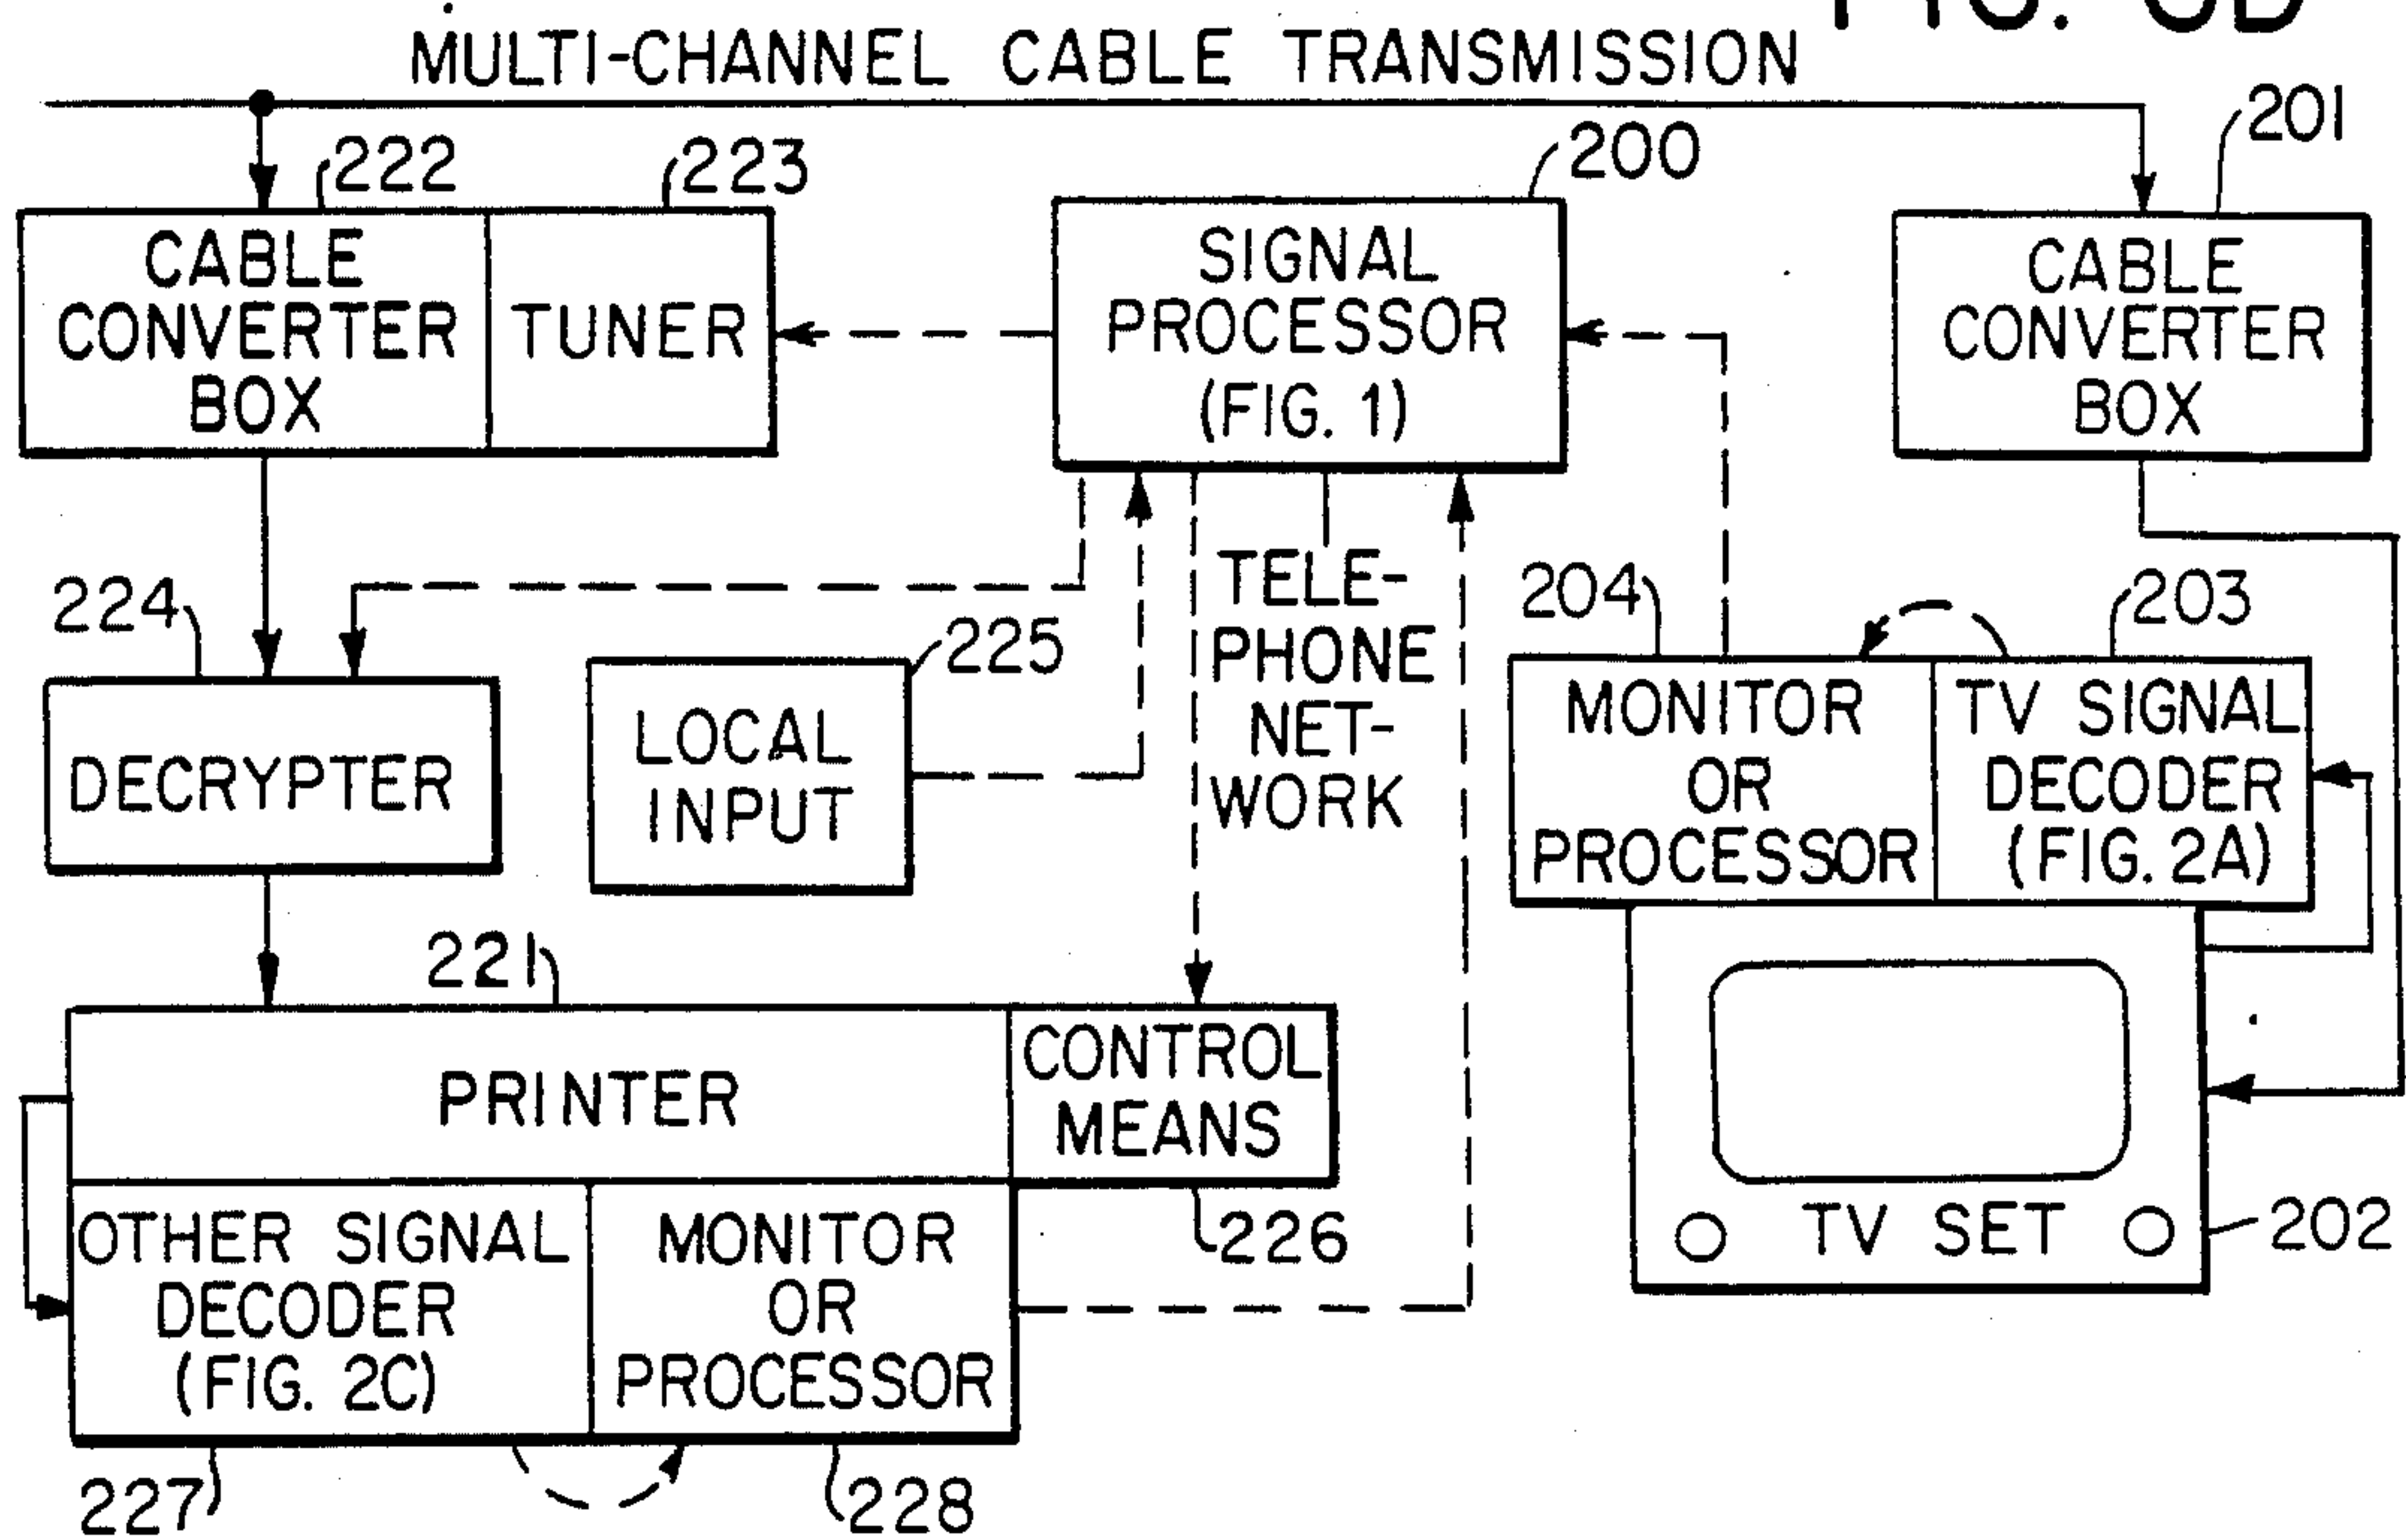 MULTI-CHANNEL CABLE TRANSMISSION
222
223
200
201
CABLE
CONVERTER
BOX
TUNER
SIGNAL
PROCESSOR
(FIG. 1)
CABLE
CONVERTER
BOX
224
225
TELE-
PHONE
NET-
WORK
204
203
DECRYPTER
LOCAL
INPUT
MONITOR
OR
PROCESSOR
TV SIGNAL
DECODER
(FIG. 2A)
221
PRINTER
CONTROL
MEANS
226
TV SET
202
OTHER SIGNAL
DECODER
(FIG. 2C)
MONITOR
OR
PROCESSOR
227
228